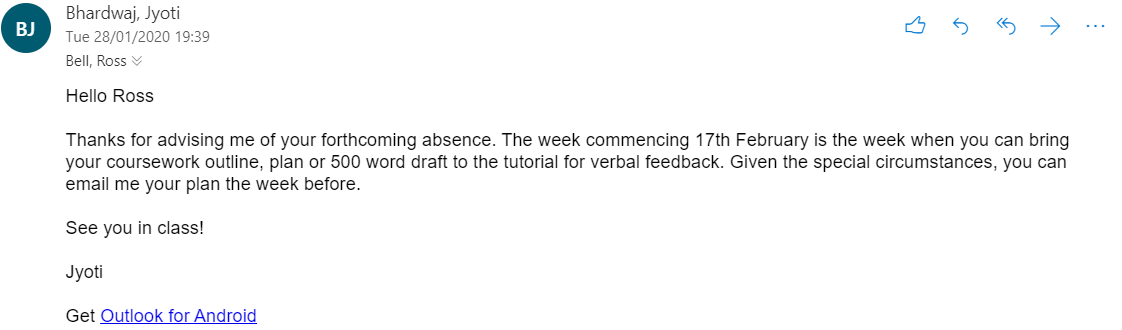 BJ
Bhardwaj, Jyoti
Tue 28/01/2020 19:39
Bell, Ross
Hello Ross
Thanks for advising me of your forthcoming absence. The week commencing 17th February is the week when you can bring
your coursework outline, plan or 500 word draft to the tutorial for verbal feedback. Given the special circumstances, you can
email me your plan the week before.
See you in class!
Jyoti
Get Outlook for Android